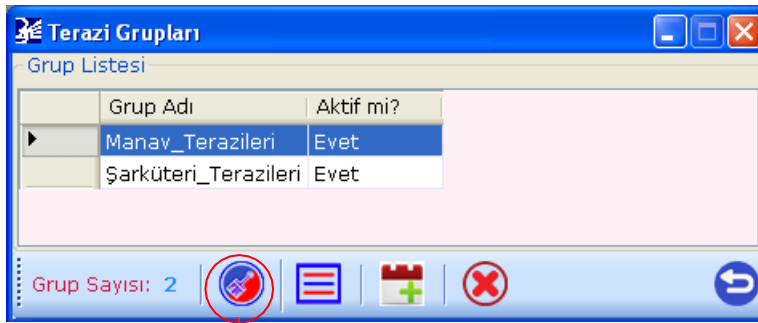 Terazi Grupları
Grup Listesi
Grup Adı Aktif mi?
Manav_Terazileri Evet
Şarküteri_Terazileri Evet
Grup Sayısı: 2